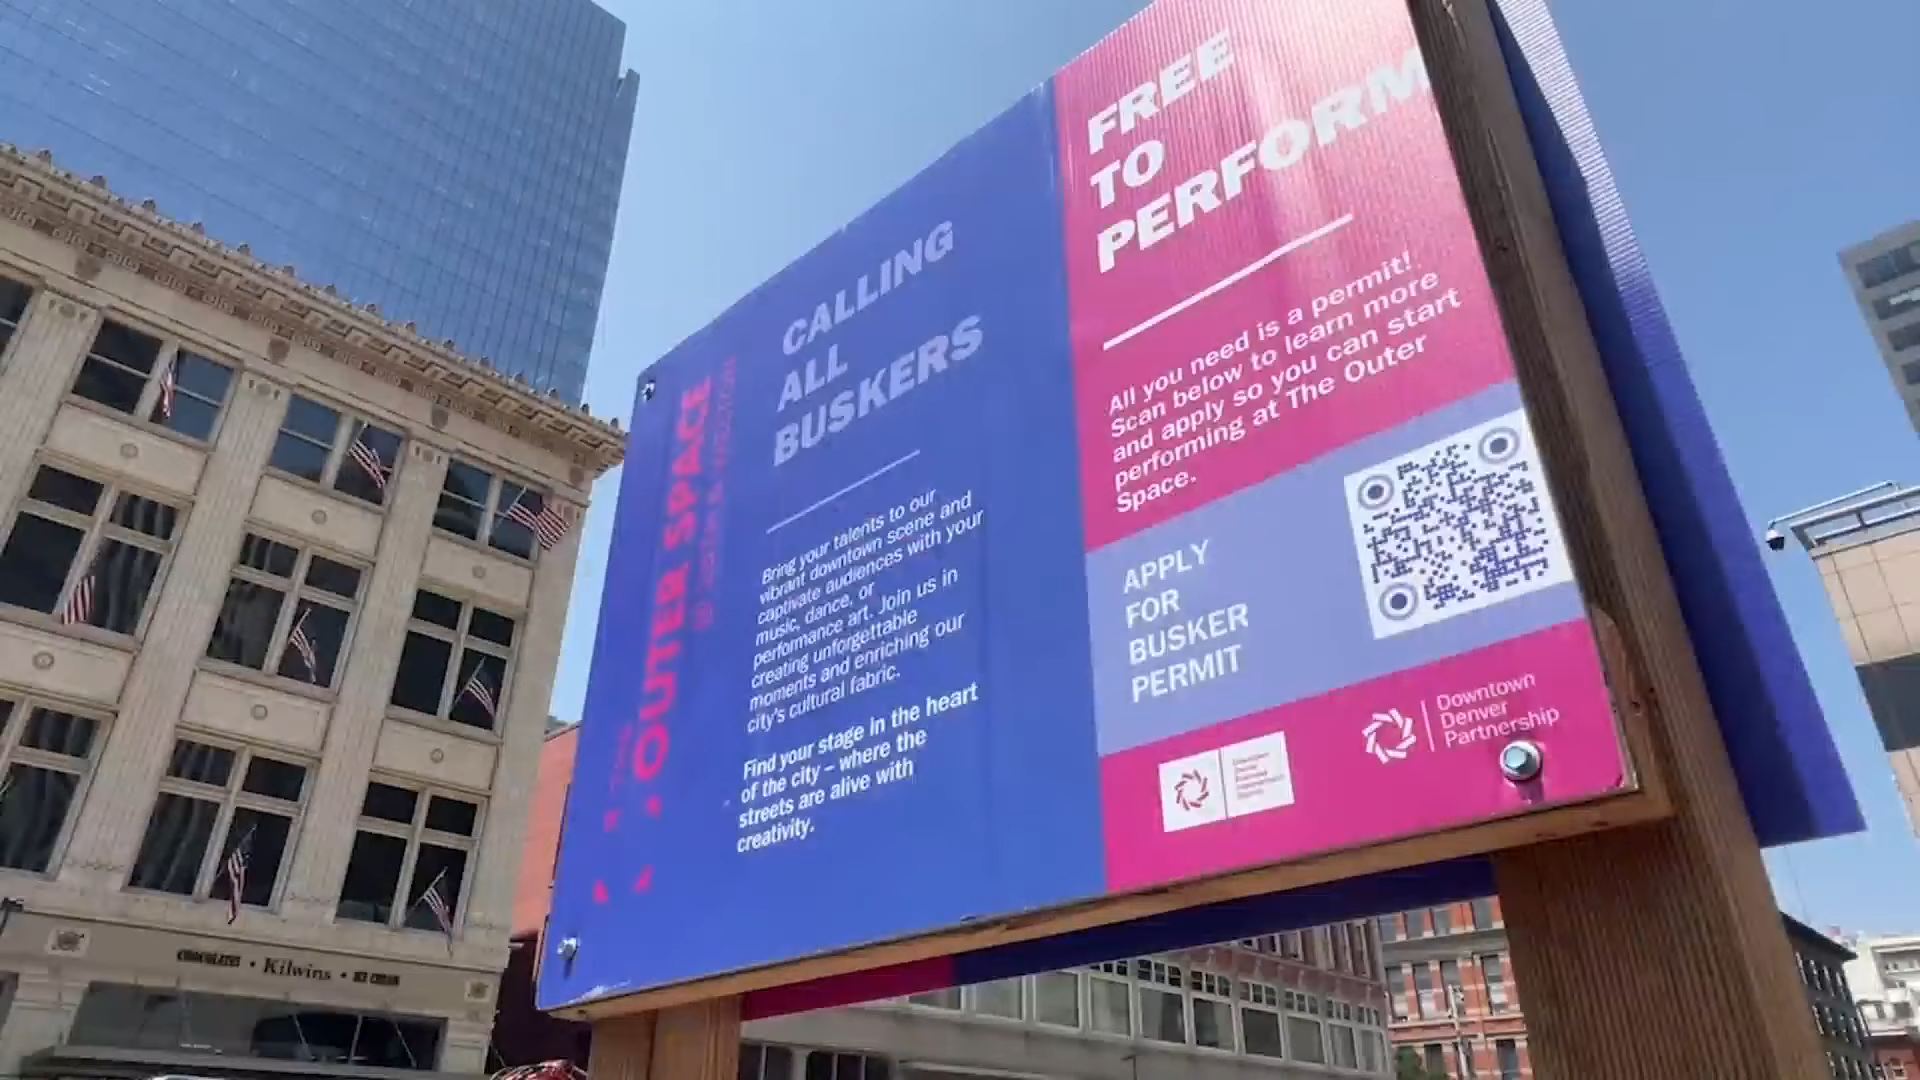 CALLING
ALL
BUSKERS
Bring your talents to our
vibrant downtown scene and
captivate audiences with your
music, dance, or
performance art. Join us in
creating unforgettable
moments and enriching our
city's cultural fabric.
Find your stage in the heart
of the city – where the
streets are alive with
creativity.
THE
OUTER SPACE
FREE
TO
PERFORM
All you need is a permit!
Scan below to learn more
and apply so you can start
performing at The Outer
Space.
APPLY
FOR
BUSKER
PERMIT
Downtown
Denver
Partnership
CHOCOLATES • Kilwins • ICE CREAM